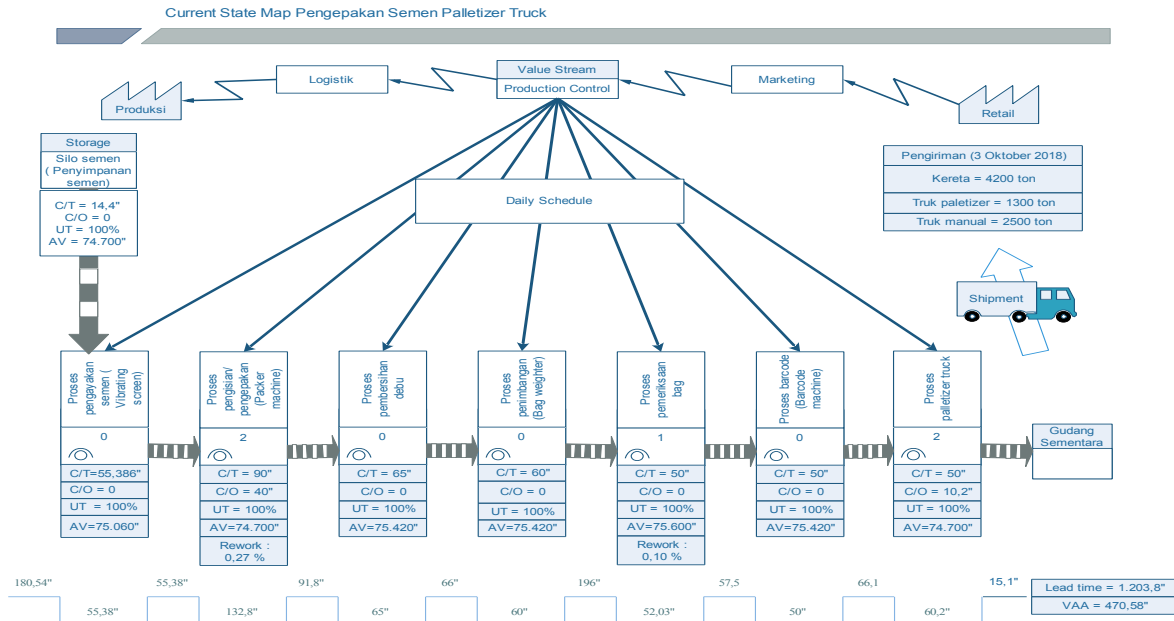 Current State Map Pengepakan Semen Palletizer Truck
Produksi
Logistik
Value Stream
Production Control
Marketing
Retail
Storage
Silo semen
( Penyimpanan
semen)
C/T = 14,4"
C/O = 0
UT = 100%
AV = 74.700"
Daily Schedule
Pengiriman (3 Oktober 2018)
Kereta = 4200 ton
Truk paletizer = 1300 ton
Truk manual = 2500 ton
Shipment
Proses
pengayakan
semen (
Vibrating
screen)
0
C/T=55,386"
C/O = 0
UT = 100%
AV=75.060"
Proses
pengisian/
pengepakan
(Packer
machine)
2
C/T = 90"
C/O = 40"
UT = 100%
AV=74.700"
Rework :
0,27 %
Proses
pembersihan
debu
0
C/T = 65"
C/O = 0
UT = 100%
AV=75.420"
Proses
penimbangan
(Bag weighter)
0
C/T = 60"
C/O = 0
UT = 100%
AV=75.420"
Proses
pemeriksaan
bag
1
C/T = 50"
C/O = 0
UT = 100%
AV=75.600"
Rework :
0,10 %
Proses barcode
(Barcode
machine)
0
C/T = 50"
C/O = 0
UT = 100%
AV=75.420"
Proses
palletizer truck
2
C/T = 50"
C/O = 10,2"
UT = 100%
AV=74.700"
Gudang
Sementara
180,54"
55,38"
91,8"
66"
196"
57,5
66,1
15,1"
55,38"
132,8"
65"
60"
52,03"
50"
60,2"
Lead time = 1.203,8"
VAA = 470,58"